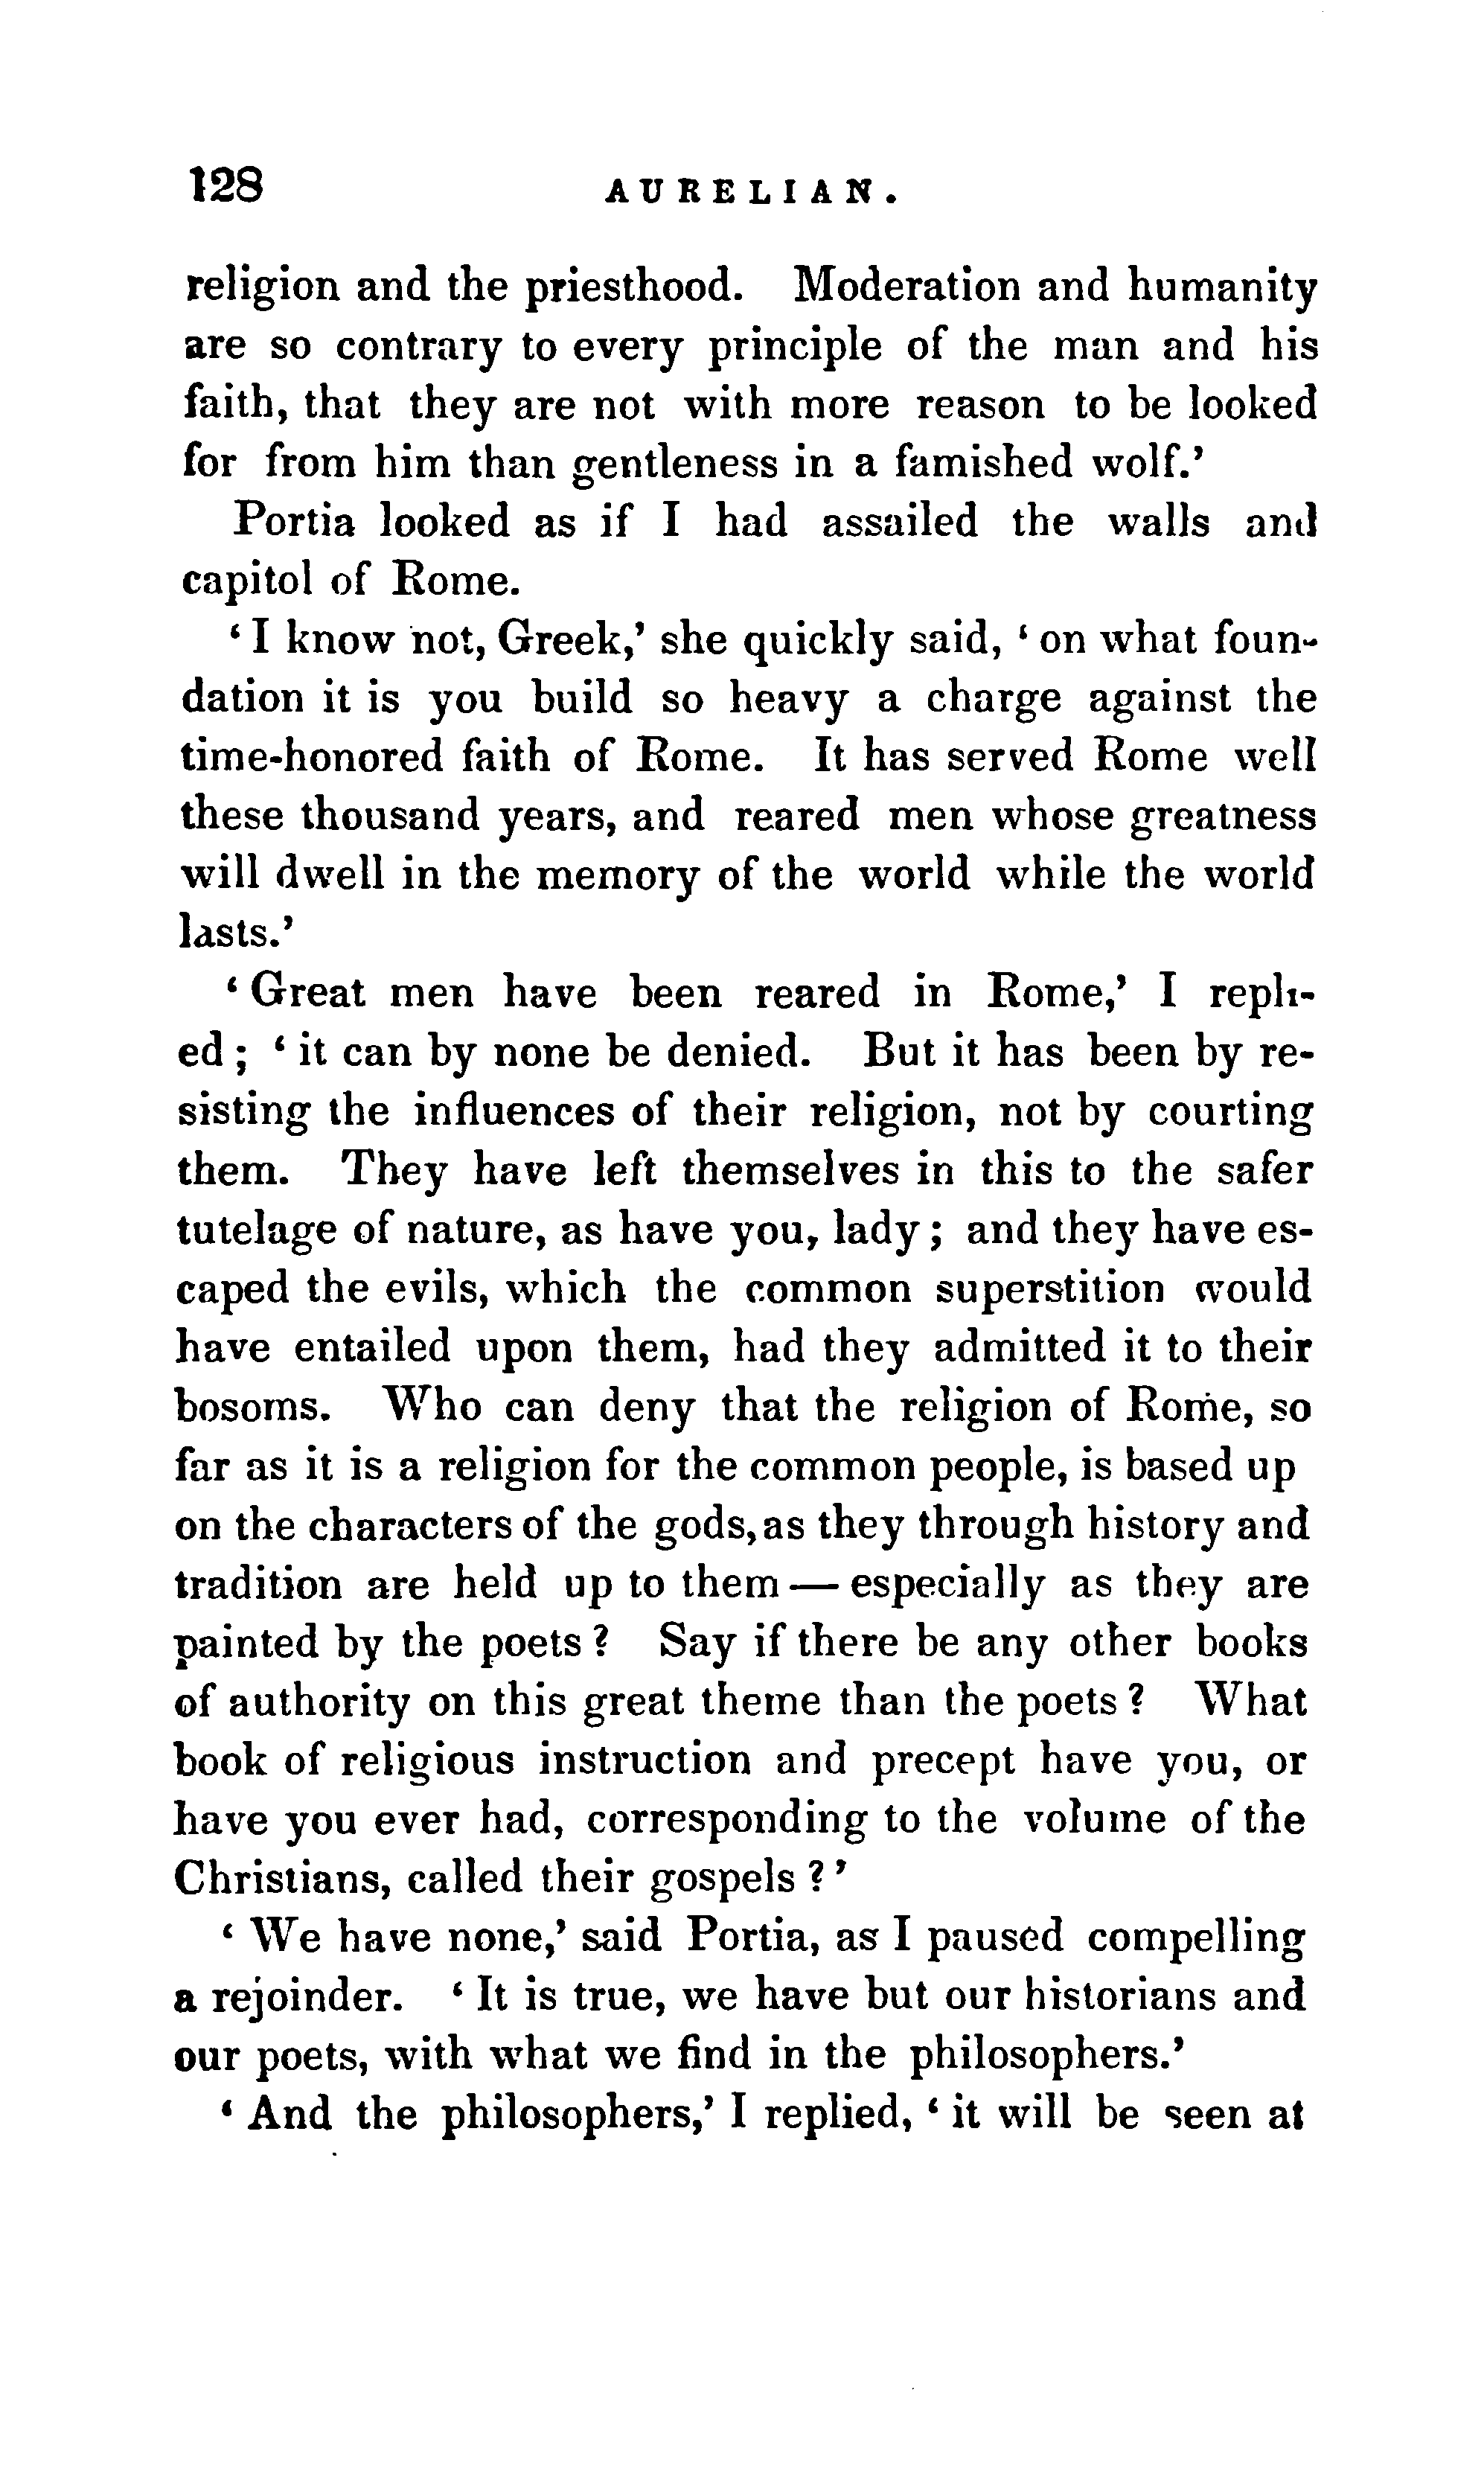 128 AURELIAN.
religion and the priesthood. Moderation and humanity
are so contrary to every principle of the man and his
faith, that they are not with more reason to be looked
for from him than gentleness in a famished wolf.’
Portia looked as if I had assailed the walls and
capitol of Rome.
‘ I know not, Greek,’ she quickly said, ‘ on what foun-
dation it is you build so heavy a charge against the
time-honored faith of Rome. It has served Rome well
these thousand years, and reared men whose greatness
will dwell in the memory of the world while the world
lasts.’
‘ Great men have been reared in Rome,’ I repli-
ed ; ‘ it can by none be denied. But it has been by re-
sisting the influences of their religion, not by courting
them. They have left themselves in this to the safer
tutelage of nature, as have you, lady ; and they have es-
caped the evils, which the common superstition would
have entailed upon them, had they admitted it to their
bosoms. Who can deny that the religion of Rome, so
far as it is a religion for the common people, is based up
on the characters of the gods, as they through history and
tradition are held up to them — especially as they are
painted by the poets ? Say if there be any other books
of authority on this great theme than the poets ? What
book of religious instruction and precept have you, or
have you ever had, corresponding to the volume of the
Christians, called their gospels ? ’
‘ We have none,’ said Portia, as I paused compelling
a rejoinder. ‘ It is true, we have but our historians and
our poets, with what we find in the philosophers.’
‘ And the philosophers,’ I replied, ‘ it will be seen at